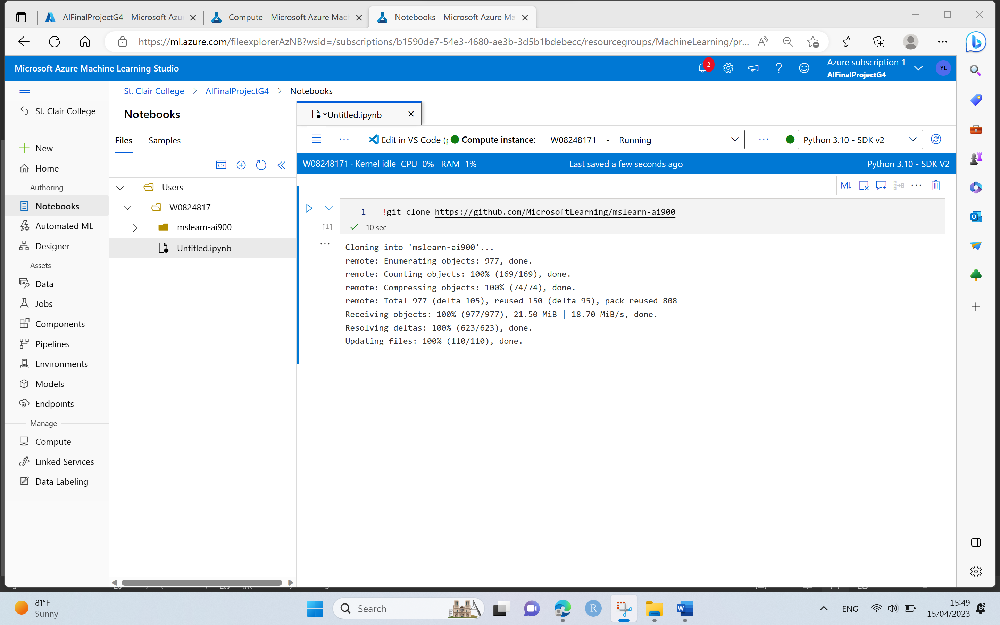 AIFinalProjectG4 - Microsoft Azu
Compute - Microsoft Azure Mach
Notebooks - Microsoft Azure Ma
https://ml.azure.com/fileexplorerAzNB?wsid=/subscriptions/b1590de7-54e3-4680-ae3b-3d5b1bdebecc/resourcegroups/MachineLearning/pr...
Microsoft Azure Machine Learning Studio
2
Azure subscription 1
AIFinalProjectG4
YL
St. Clair College > AIFinalProjectG4 > Notebooks
St. Clair College
New
Home
Authoring
Notebooks
Automated ML
Designer
Assets
Data
Jobs
Components
Pipelines
Environments
Models
Endpoints
Manage
Compute
Linked Services
Data Labeling
Notebooks
Files Samples
Users
W0824817
mslearn-ai900
Untitled.ipynb
*Untitled.ipynb
Edit in VS Code (p
Compute instance: W08248171 - Running
Python 3.10 - SDK v2
W08248171 · Kernel idle CPU 0% RAM 1% Last saved a few seconds ago Python 3.10 - SDK V2
M↓
1 !git clone https://github.com/MicrosoftLearning/mslearn-ai900
[1] 10 sec
Cloning into 'mslearn-ai900'...
remote: Enumerating objects: 977, done.
remote: Counting objects: 100% (169/169), done.
remote: Compressing objects: 100% (74/74), done.
remote: Total 977 (delta 105), reused 150 (delta 95), pack-reused 808
Receiving objects: 100% (977/977), 21.50 MiB | 18.70 MiB/s, done.
Resolving deltas: 100% (623/623), done.
Updating files: 100% (110/110), done.
81°F
Sunny
Search
ENG
15:49
15/04/2023